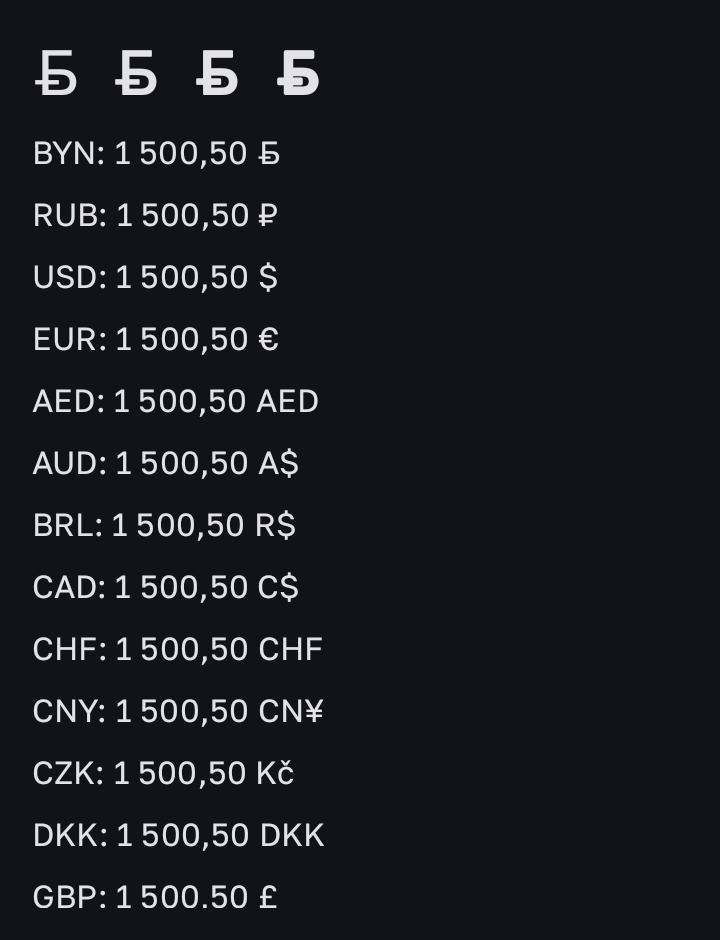 Б̵ Б̵ Б̵ Б̵
BYN: 1 500,50 Б̵
RUB: 1 500,50 ₽
USD: 1 500,50 $
EUR: 1 500,50 €
AED: 1 500,50 AED
AUD: 1 500,50 A$
BRL: 1 500,50 R$
CAD: 1 500,50 C$
CHF: 1 500,50 CHF
CNY: 1 500,50 CN¥
CZK: 1 500,50 Kč
DKK: 1 500,50 DKK
GBP: 1 500.50 £